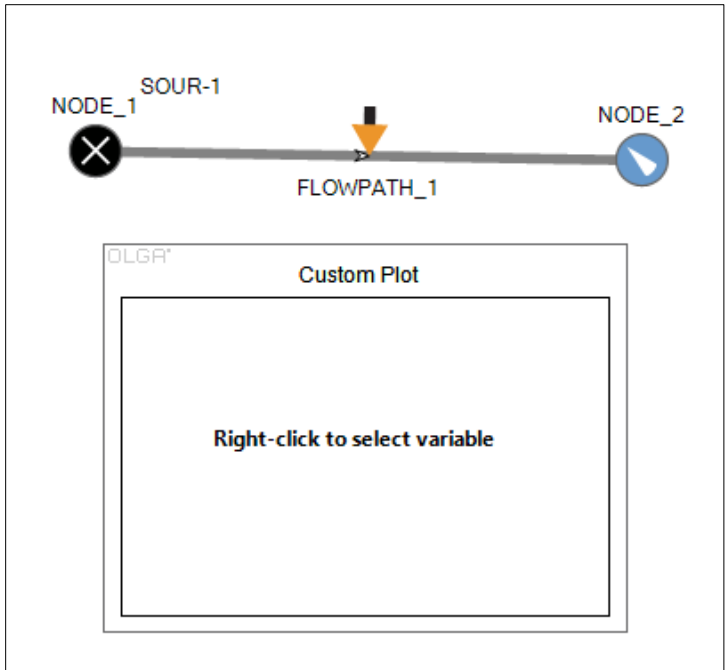 SOUR-1
NODE_1
NODE_2
FLOWPATH_1
OLGA
Custom Plot
Right-click to select variable